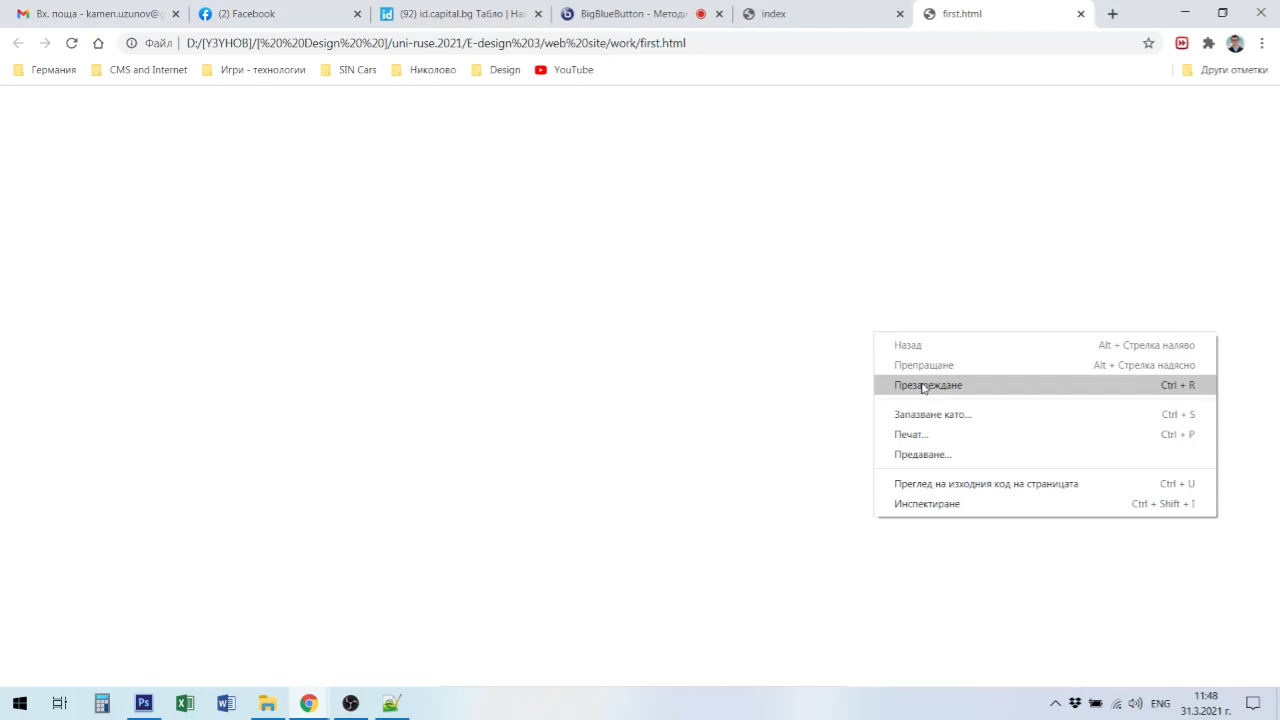 Вх. поща - kamen.uzunov@g
(2) Facebook
(92) id.capital.bg Табло | На
BigBlueButton - Методи
index
first.html
Файл
D:/[УЗУНОВ]/[%20%20Design%20%20]/uni-ruse.2021/E-design%203/web%20site/work/first.html
Германия
CMS and Internet
Игри - технологии
SIN Cars
Николово
Design
YouTube
Други отметки
Назад Alt + Стрелка наляво
Препращане Alt + Стрелка надясно
Презареждане Ctrl + R
Запазване като... Ctrl + S
Печат... Ctrl + P
Предаване...
Преглед на изходния код на страницата Ctrl + U
Инспектиране Ctrl + Shift + I
ENG
11:48
31.3.2021 г.